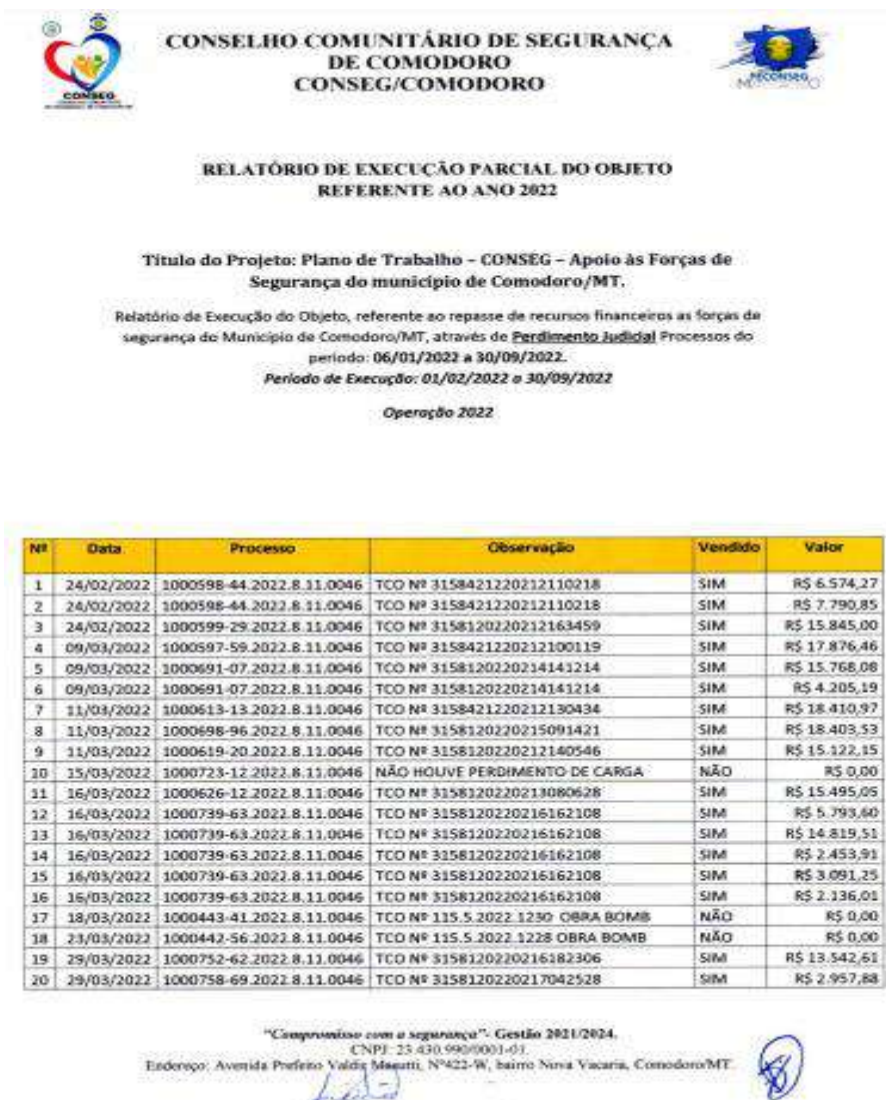 CONSELHO COMUNITÁRIO DE SEGURANÇA
DE COMODORO
CONSEG/COMODORO
CONSEG
FECONSEG
RELATÓRIO DE EXECUÇÃO PARCIAL DO OBJETO
REFERENTE AO ANO 2022
Título do Projeto: Plano de Trabalho – CONSEG – Apoio às Forças de
Segurança do município de Comodoro/MT.
Relatório de Execução do Objeto, referente ao repasse de recursos financeiros as forças de
segurança do Município de Comodoro/MT, através de Perdimento Judicial Processos do
período: 06/01/2022 a 30/09/2022.
Período de Execução: 01/02/2022 a 30/09/2022
Operação 2022
Nº Data Processo Observação Vendido Valor
1 24/02/2022 1000598-44.2022.8.11.0046 TCO Nº 3158421220212110218 SIM R$ 6.574,27
2 24/02/2022 1000598-44.2022.8.11.0046 TCO Nº 3158421220212110218 SIM R$ 7.790,85
3 24/02/2022 1000599-29.2022.8.11.0046 TCO Nº 3158120220212163459 SIM R$ 15.845,00
4 09/03/2022 1000597-59.2022.8.11.0046 TCO Nº 3158421220212100119 SIM R$ 17.876,46
5 09/03/2022 1000691-07.2022.8.11.0046 TCO Nº 3158120220214141214 SIM R$ 15.768,08
6 09/03/2022 1000691-07.2022.8.11.0046 TCO Nº 3158120220214141214 SIM R$ 4.205,19
7 11/03/2022 1000613-13.2022.8.11.0046 TCO Nº 3158421220212130434 SIM R$ 18.410,97
8 11/03/2022 1000698-96.2022.8.11.0046 TCO Nº 3158120220215091421 SIM R$ 18.403,53
9 11/03/2022 1000619-20.2022.8.11.0046 TCO Nº 3158120220212140546 SIM R$ 15.122,15
10 15/03/2022 1000723-12.2022.8.11.0046 NÃO HOUVE PERDIMENTO DE CARGA NÃO R$ 0,00
11 16/03/2022 1000626-12.2022.8.11.0046 TCO Nº 3158120220213080628 SIM R$ 15.495,05
12 16/03/2022 1000739-63.2022.8.11.0046 TCO Nº 3158120220216162108 SIM R$ 5.793,60
13 16/03/2022 1000739-63.2022.8.11.0046 TCO Nº 3158120220216162108 SIM R$ 14.819,51
14 16/03/2022 1000739-63.2022.8.11.0046 TCO Nº 3158120220216162108 SIM R$ 2.453,91
15 16/03/2022 1000739-63.2022.8.11.0046 TCO Nº 3158120220216162108 SIM R$ 3.091,25
16 16/03/2022 1000739-63.2022.8.11.0046 TCO Nº 3158120220216162108 SIM R$ 2.136,01
17 18/03/2022 1000443-41.2022.8.11.0046 TCO Nº 115.5.2022.1230 OBRA BOMB NÃO R$ 0,00
18 23/03/2022 1000442-56.2022.8.11.0046 TCO Nº 115.5.2022.1228 OBRA BOMB NÃO R$ 0,00
19 29/03/2022 1000752-62.2022.8.11.0046 TCO Nº 3158120220216182306 SIM R$ 13.542,61
20 29/03/2022 1000758-69.2022.8.11.0046 TCO Nº 3158120220217042528 SIM R$ 2.957,88
"Compromisso com a segurança"- Gestão 2021/2024.
CNPJ: 23.430.990/0001-01.
Endereço: Avenida Prefeito Valdir Masutti, Nº422-W, bairro Nova Vacaria, Comodoro/MT.